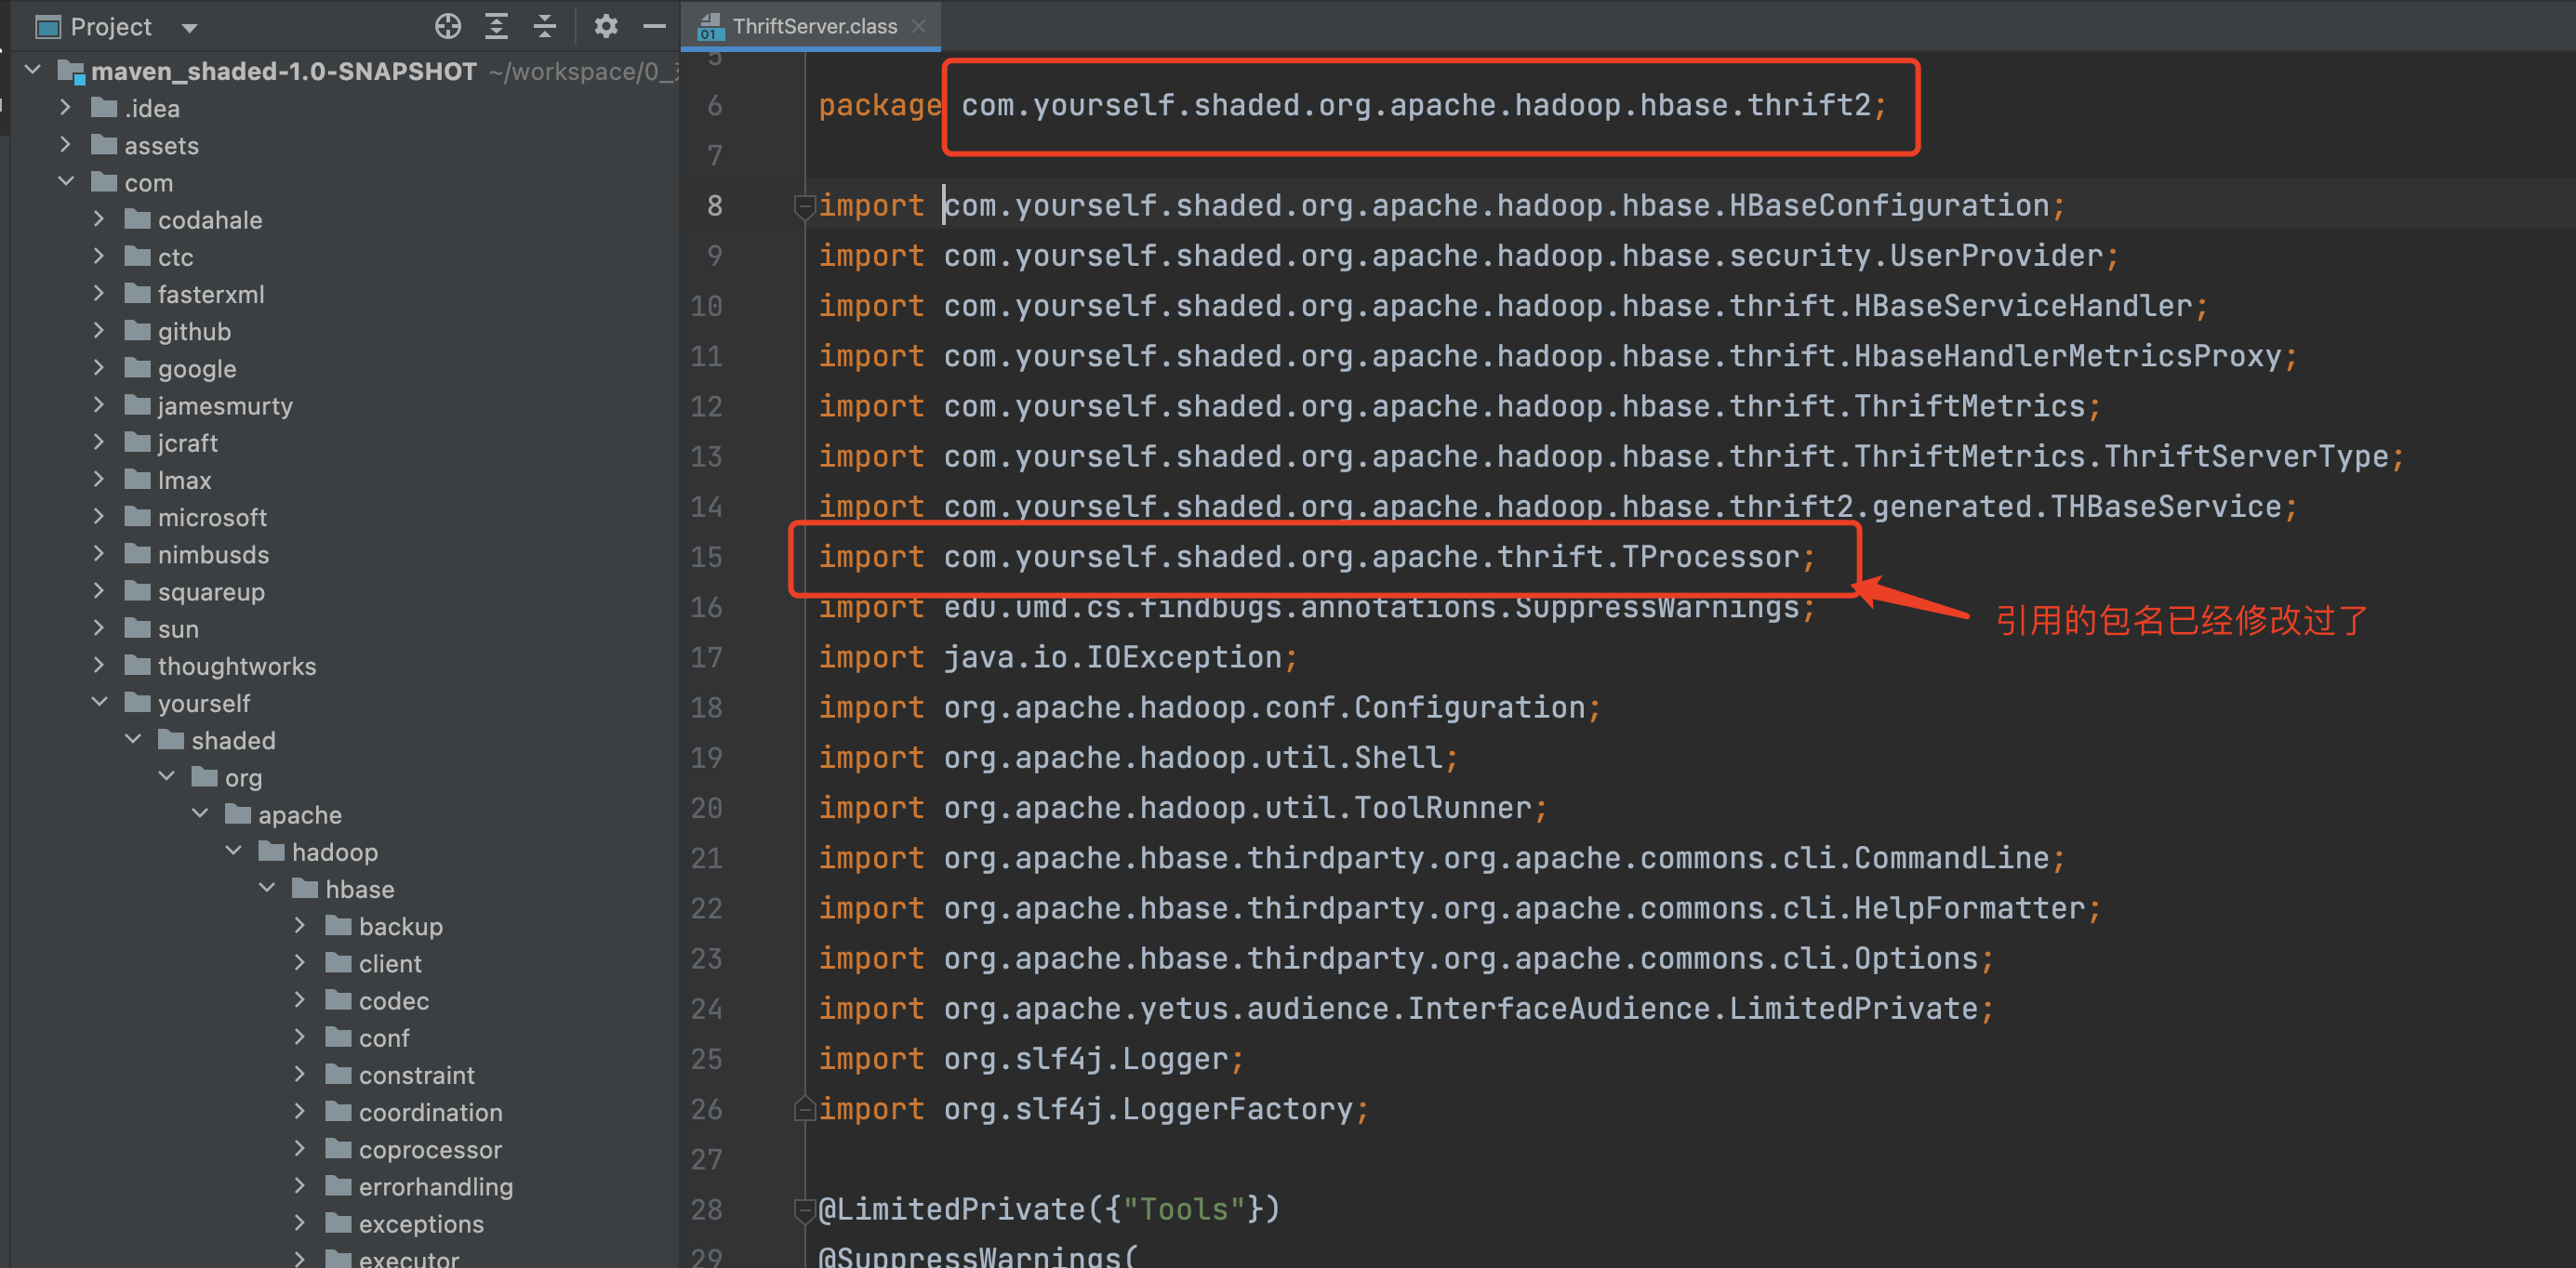 Project
ThriftServer.class
maven_shaded-1.0-SNAPSHOT ~/workspace/0_
.idea
assets
com
codahale
ctc
fasterxml
github
google
jamesmurty
jcraft
lmax
microsoft
nimbusds
squareup
sun
thoughtworks
yourself
shaded
org
apache
hadoop
hbase
backup
client
codec
conf
constraint
coordination
coprocessor
errorhandling
exceptions
executor
5
6 package com.yourself.shaded.org.apache.hadoop.hbase.thrift2;
7
8 import com.yourself.shaded.org.apache.hadoop.hbase.HBaseConfiguration;
9 import com.yourself.shaded.org.apache.hadoop.hbase.security.UserProvider;
10 import com.yourself.shaded.org.apache.hadoop.hbase.thrift.HBaseServiceHandler;
11 import com.yourself.shaded.org.apache.hadoop.hbase.thrift.HbaseHandlerMetricsProxy;
12 import com.yourself.shaded.org.apache.hadoop.hbase.thrift.ThriftMetrics;
13 import com.yourself.shaded.org.apache.hadoop.hbase.thrift.ThriftMetrics.ThriftServerType;
14 import com.yourself.shaded.org.apache.hadoop.hbase.thrift2.generated.THBaseService;
15 import com.yourself.shaded.org.apache.thrift.TProcessor;
16 import edu.umd.cs.findbugs.annotations.SuppressWarnings;
引用的包名已经修改过了
17 import java.io.IOException;
18 import org.apache.hadoop.conf.Configuration;
19 import org.apache.hadoop.util.Shell;
20 import org.apache.hadoop.util.ToolRunner;
21 import org.apache.hbase.thirdparty.org.apache.commons.cli.CommandLine;
22 import org.apache.hbase.thirdparty.org.apache.commons.cli.HelpFormatter;
23 import org.apache.hbase.thirdparty.org.apache.commons.cli.Options;
24 import org.apache.yetus.audience.InterfaceAudience.LimitedPrivate;
25 import org.slf4j.Logger;
26 import org.slf4j.LoggerFactory;
27
28 @LimitedPrivate({"Tools"})
29 @SuppressWarnings(